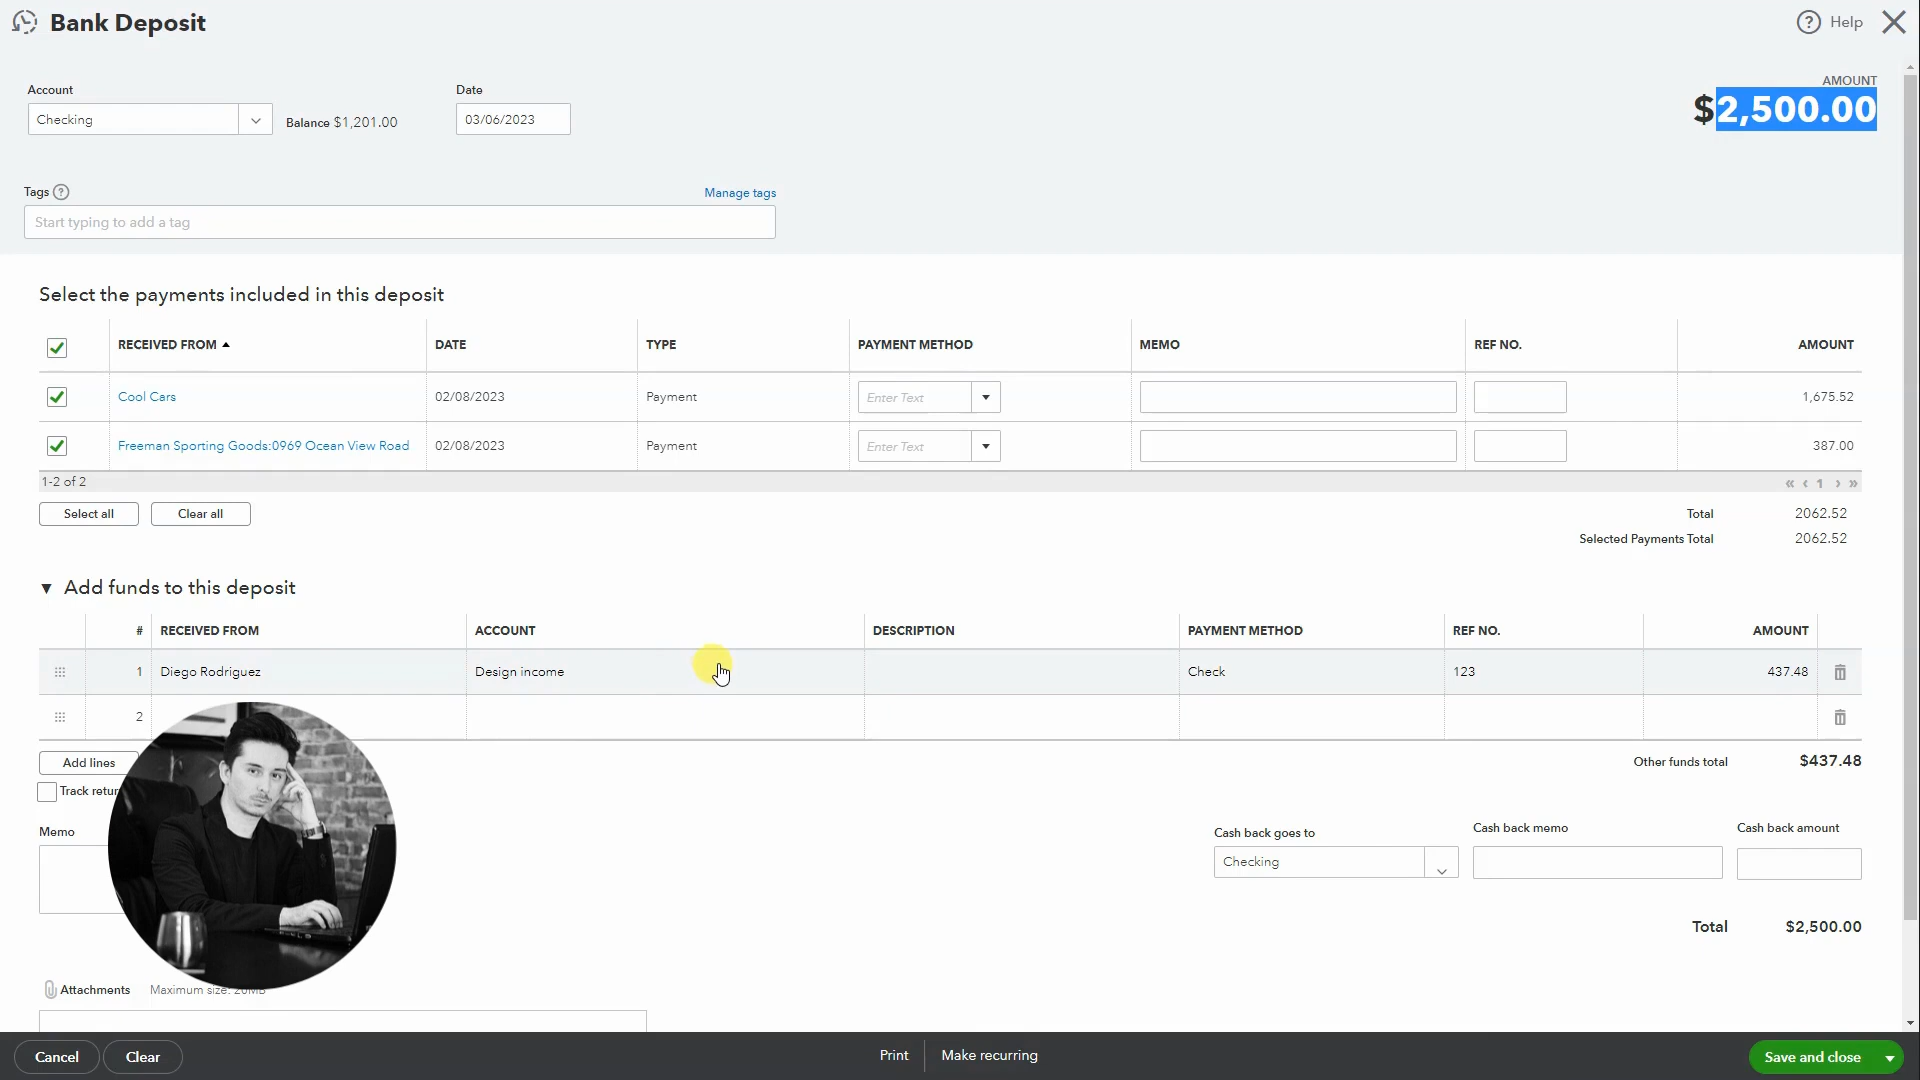 Bank Deposit
Help
Account
Date
AMOUNT
Checking
Balance $1,201.00
03/06/2023
$2,500.00
Tags
Manage tags
Start typing to add a tag
Select the payments included in this deposit
RECEIVED FROM DATE TYPE PAYMENT METHOD MEMO REF NO. AMOUNT
Cool Cars 02/08/2023 Payment Enter Text 1,675.52
Freeman Sporting Goods:0969 Ocean View Road 02/08/2023 Payment Enter Text 387.00
1-2 of 2 « ‹ 1 › »
Select all Clear all
Total 2062.52
Selected Payments Total 2062.52
Add funds to this deposit
# RECEIVED FROM ACCOUNT DESCRIPTION PAYMENT METHOD REF NO. AMOUNT
1 Diego Rodriguez Design income Check 123 437.48
2
Add lines
Other funds total $437.48
Track
Memo
Cash back goes to Cash back memo Cash back amount
Checking
Total $2,500.00
Attachments Maximum size: 20MB
Cancel Clear Print Make recurring Save and close